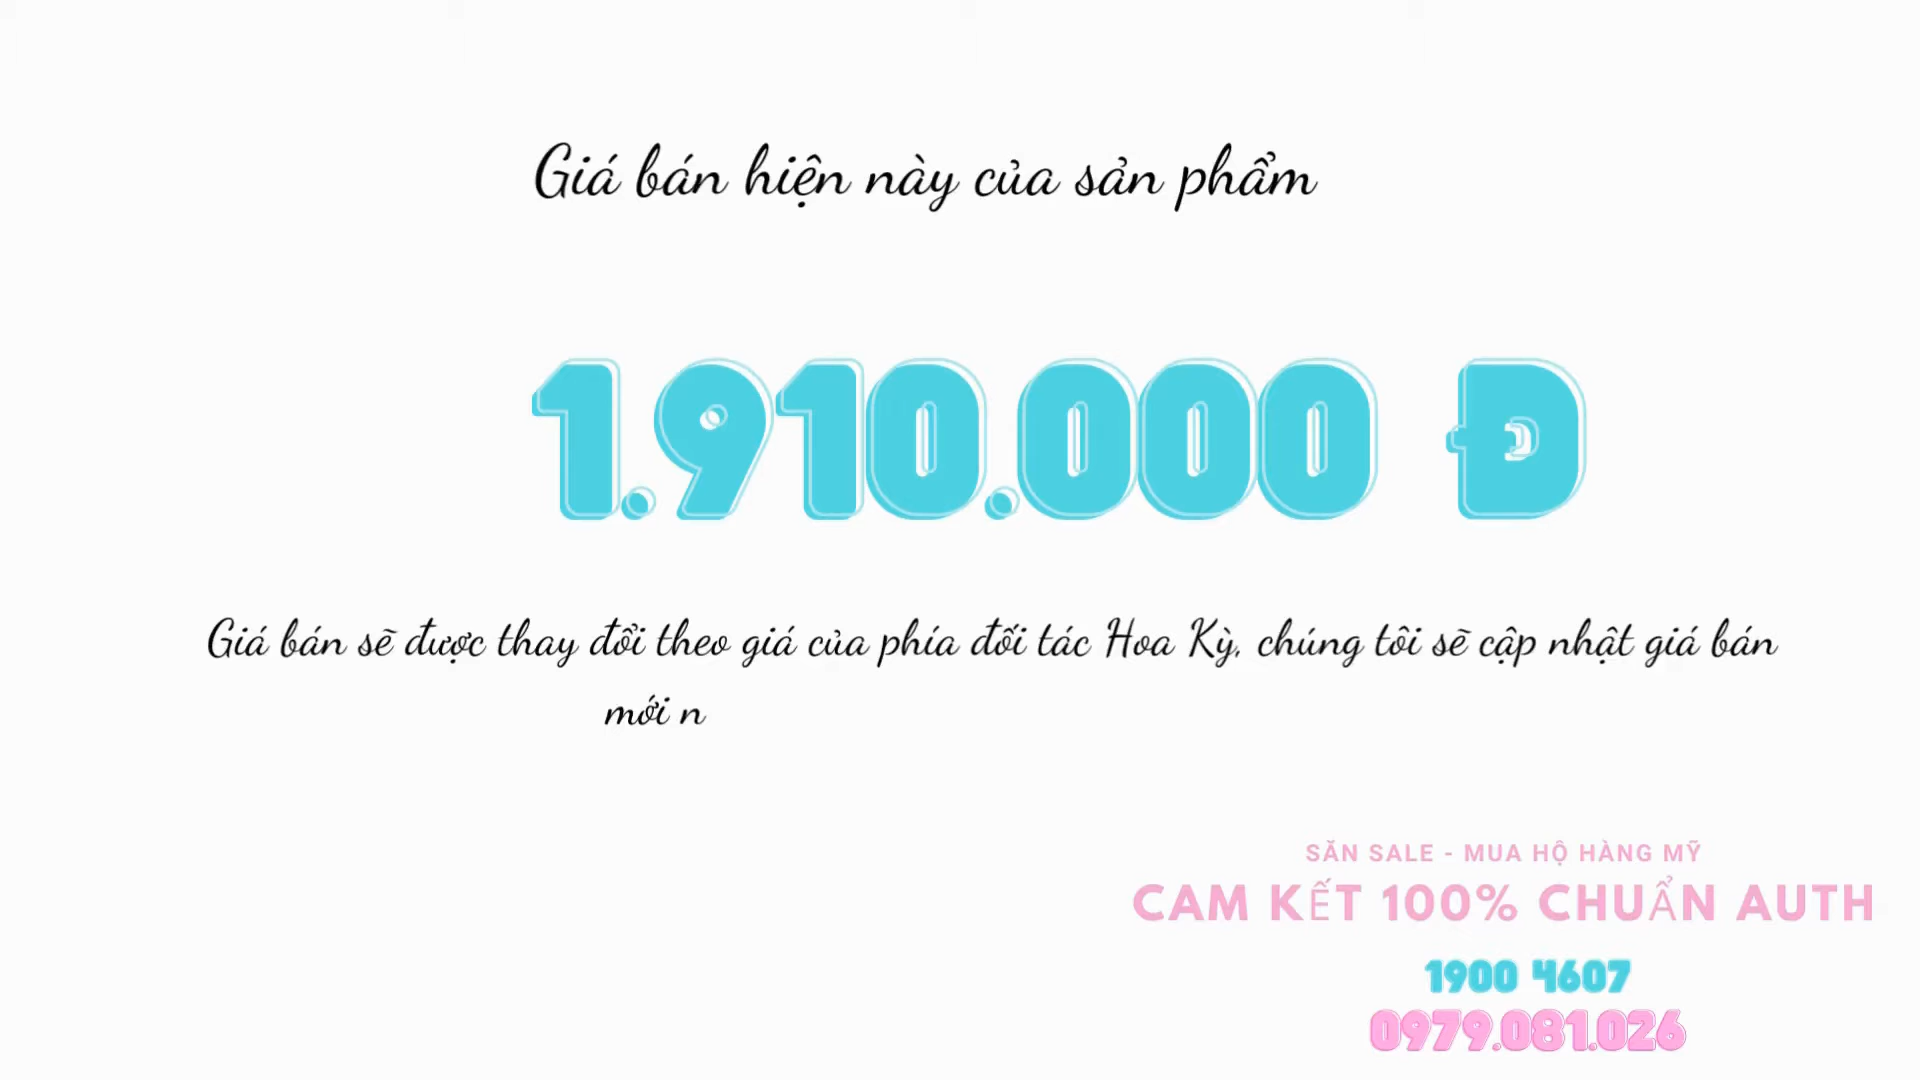 Giá bán hiện này của sản phẩm
1.910.000 Đ
Giá bán sẽ được thay đổi theo giá của phía đối tác Hoa Kỳ, chúng tôi sẽ cập nhật giá bán
mới n
SĂN SALE - MUA HỘ HÀNG MỸ
CAM KẾT 100% CHUẨN AUTH
1900 4607
0979.081.026